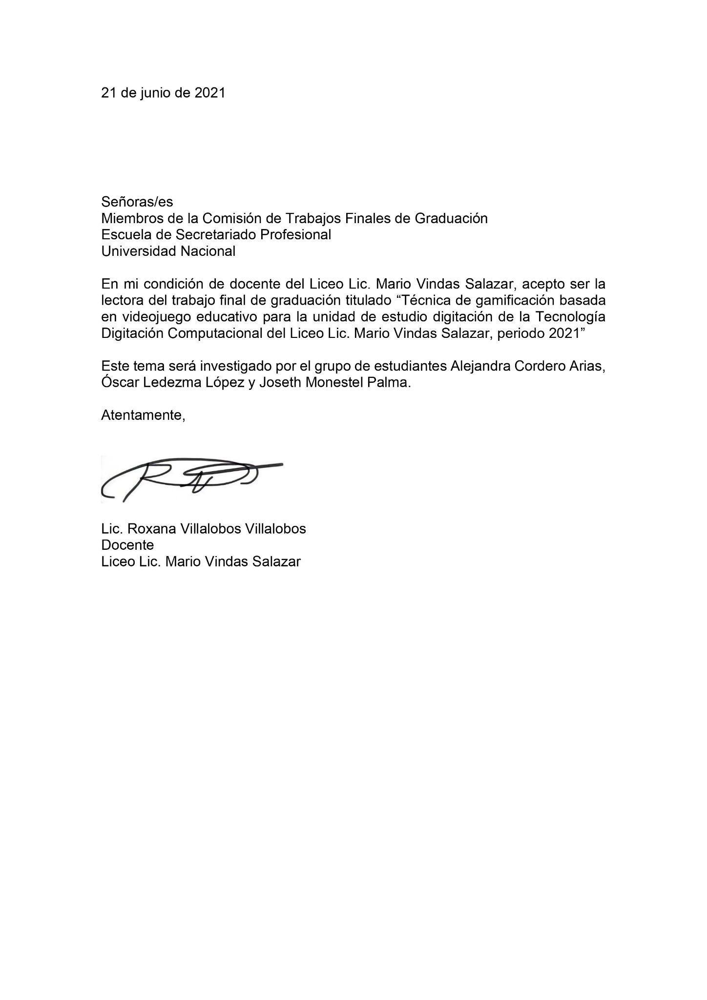 21 de junio de 2021
Señoras/es
Miembros de la Comisión de Trabajos Finales de Graduación
Escuela de Secretariado Profesional
Universidad Nacional
En mi condición de docente del Liceo Lic. Mario Vindas Salazar, acepto ser la
lectora del trabajo final de graduación titulado “Técnica de gamificación basada
en videojuego educativo para la unidad de estudio digitación de la Tecnología
Digitación Computacional del Liceo Lic. Mario Vindas Salazar, periodo 2021”
Este tema será investigado por el grupo de estudiantes Alejandra Cordero Arias,
Óscar Ledezma López y Joseth Monestel Palma.
Atentamente,
Lic. Roxana Villalobos Villalobos
Docente
Liceo Lic. Mario Vindas Salazar